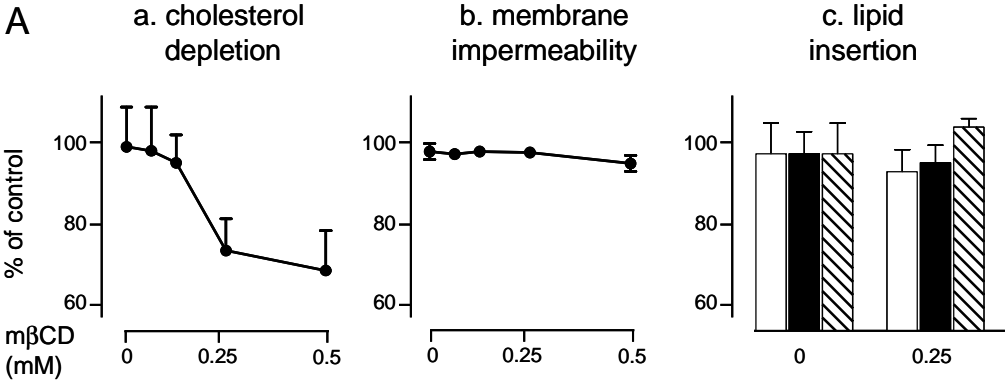 A
a. cholesterol
depletion
b. membrane
impermeability
c. lipid
insertion
% of control
100
80
60
100
80
60
100
80
60
mβCD
(mM)
0
0.25
0.5
0
0.25
0.5
0
0.25